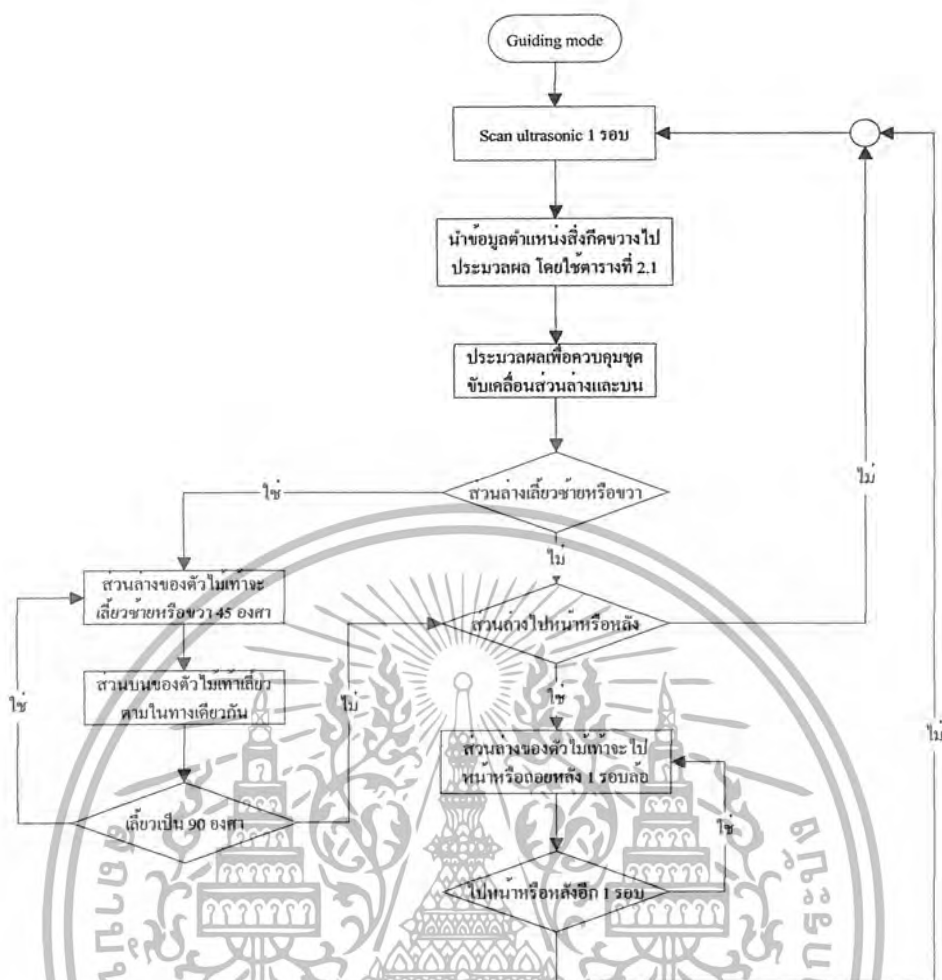 Guiding mode
Scan ultrasonic 1 รอบ
นำข้อมูลตำแหน่งสิ่งกีดขวางไป
ประมวลผล โดยใช้ตารางที่ 2.1
ประมวลผลเพื่อควบคุมชุด
ขับเคลื่อนส่วนล่างและบน
ส่วนล่างเลี้ยวซ้ายหรือขวา
ใช่
ไม่
ไม่
ส่วนล่างของตัวไม้เท้าจะ
เลี้ยวซ้ายหรือขวา 45 องศา
ส่วนล่างไปหน้าหรือหลัง
ส่วนบนของตัวไม้เท้าเลี้ยว
ตามในทางเดียวกัน
ใช่
ไม่
ใช่
ไม่
ส่วนล่างของตัวไม้เท้าจะไป
หน้าหรือถอยหลัง 1 รอบล้อ
เลี้ยวเป็น 90 องศา
ใช่
ไปหน้าหรือหลังอีก 1 รอบ